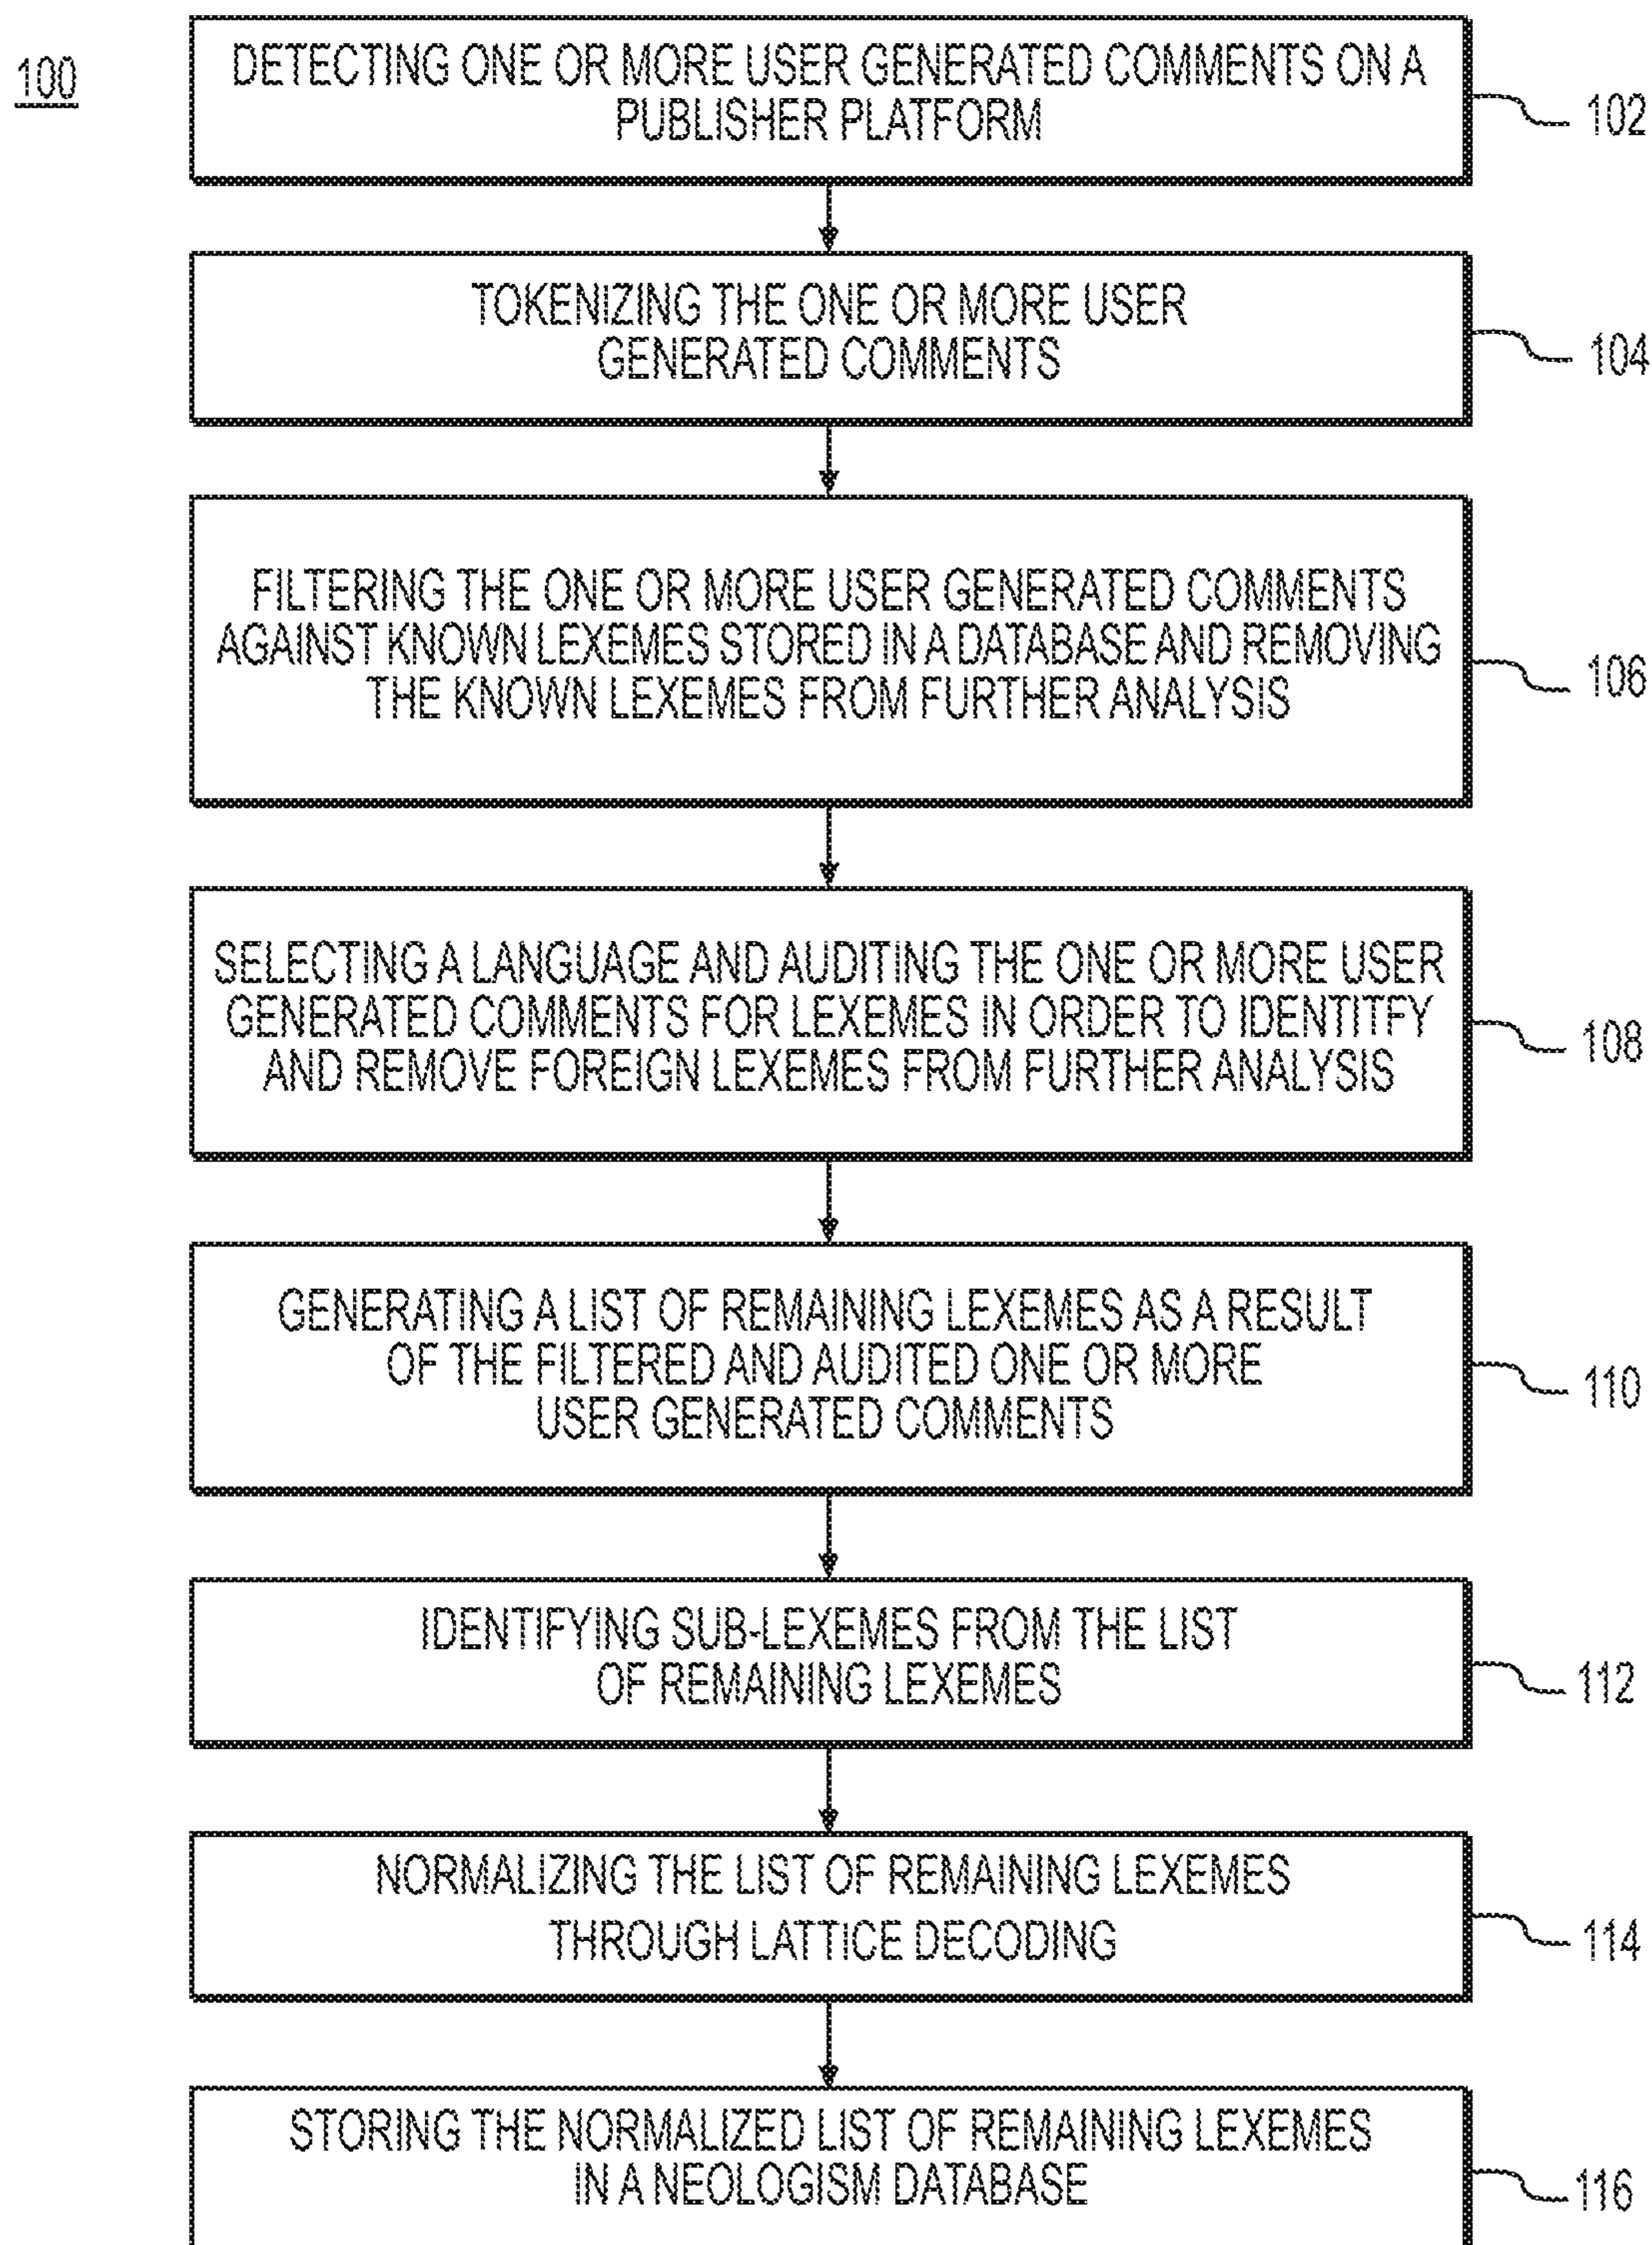 100
DETECTING ONE OR MORE USER GENERATED COMMENTS ON A
PUBLISHER PLATFORM
102
TOKENIZING THE ONE OR MORE USER
GENERATED COMMENTS
104
FILTERING THE ONE OR MORE USER GENERATED COMMENTS
AGAINST KNOWN LEXEMES STORED IN A DATABASE AND REMOVING
THE KNOWN LEXEMES FROM FURTHER ANALYSIS
106
SELECTING A LANGUAGE AND AUDITING THE ONE OR MORE USER
GENERATED COMMENTS FOR LEXEMES IN ORDER TO IDENTITFY
AND REMOVE FOREIGN LEXEMES FROM FURTHER ANALYSIS
108
GENERATING A LIST OF REMAINING LEXEMES AS A RESULT
OF THE FILTERED AND AUDITED ONE OR MORE
USER GENERATED COMMENTS
110
IDENTIFYING SUB-LEXEMES FROM THE LIST
OF REMAINING LEXEMES
112
NORMALIZING THE LIST OF REMAINING LEXEMES
THROUGH LATTICE DECODING
114
STORING THE NORMALIZED LIST OF REMAINING LEXEMES
IN A NEOLOGISM DATABASE
116